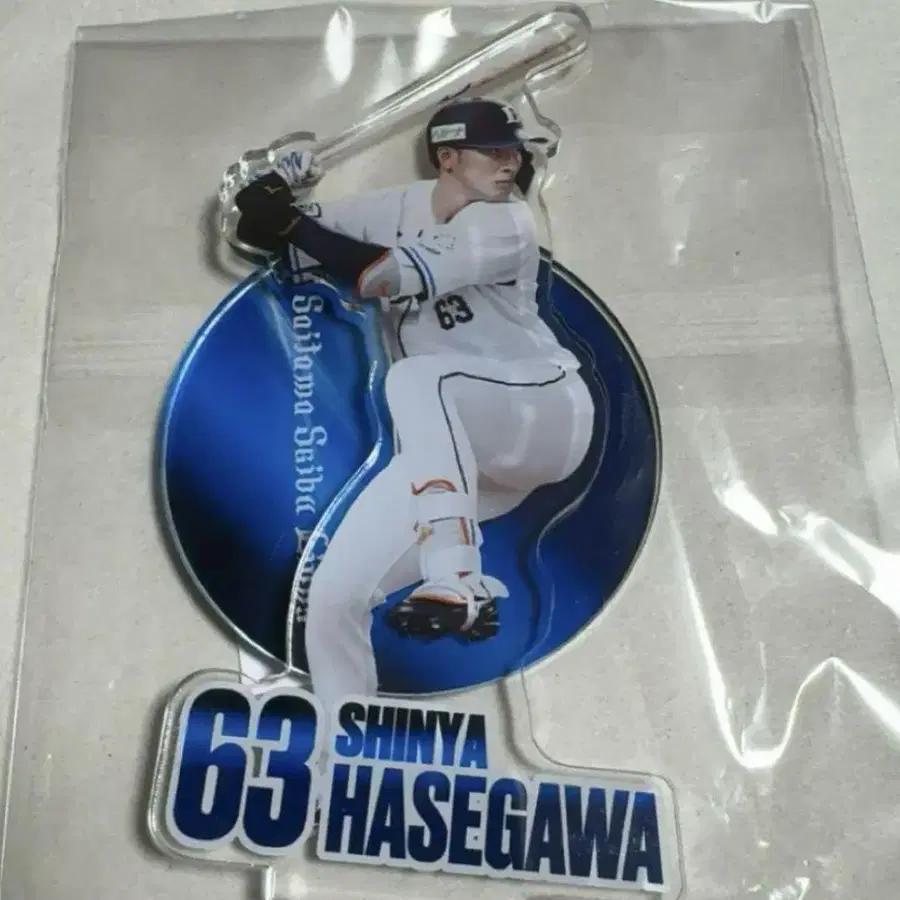 63
Saitama Seibu Lions
63
SHINYA
HASEGAWA